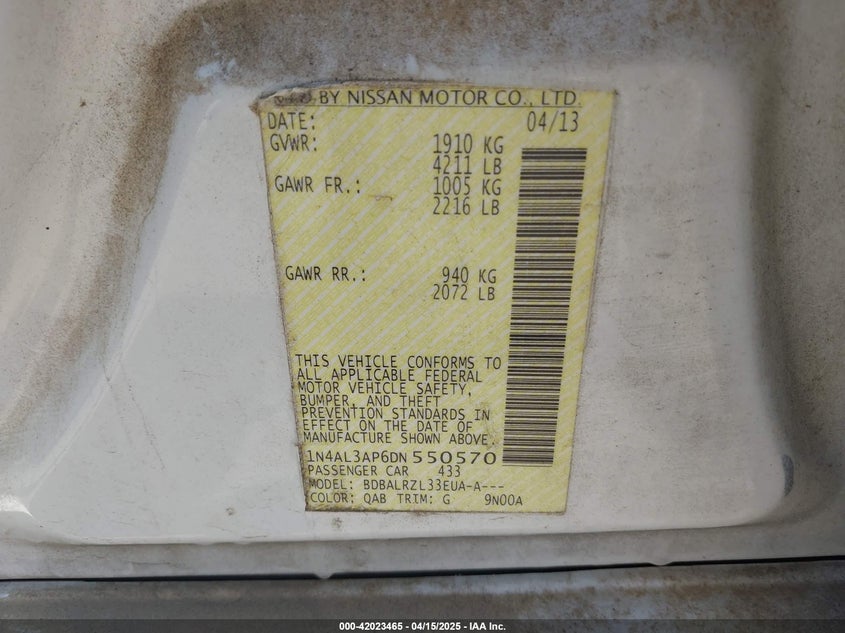 BY NISSAN MOTOR CO., LTD.
DATE: 04/13
GVWR: 1910 KG
4211 LB
GAWR FR.: 1005 KG
2216 LB
GAWR RR.: 940 KG
2072 LB
THIS VEHICLE CONFORMS TO
ALL APPLICABLE FEDERAL
MOTOR VEHICLE SAFETY,
BUMPER, AND THEFT
PREVENTION STANDARDS IN
EFFECT ON THE DATE OF
MANUFACTURE SHOWN ABOVE.
1N4AL3AP6DN550570
PASSENGER CAR 433
MODEL: BDBALRZL33EUA-A---
COLOR: QAB TRIM: G 9N00A
000-42023465 - 04/15/2025 - IAA Inc.